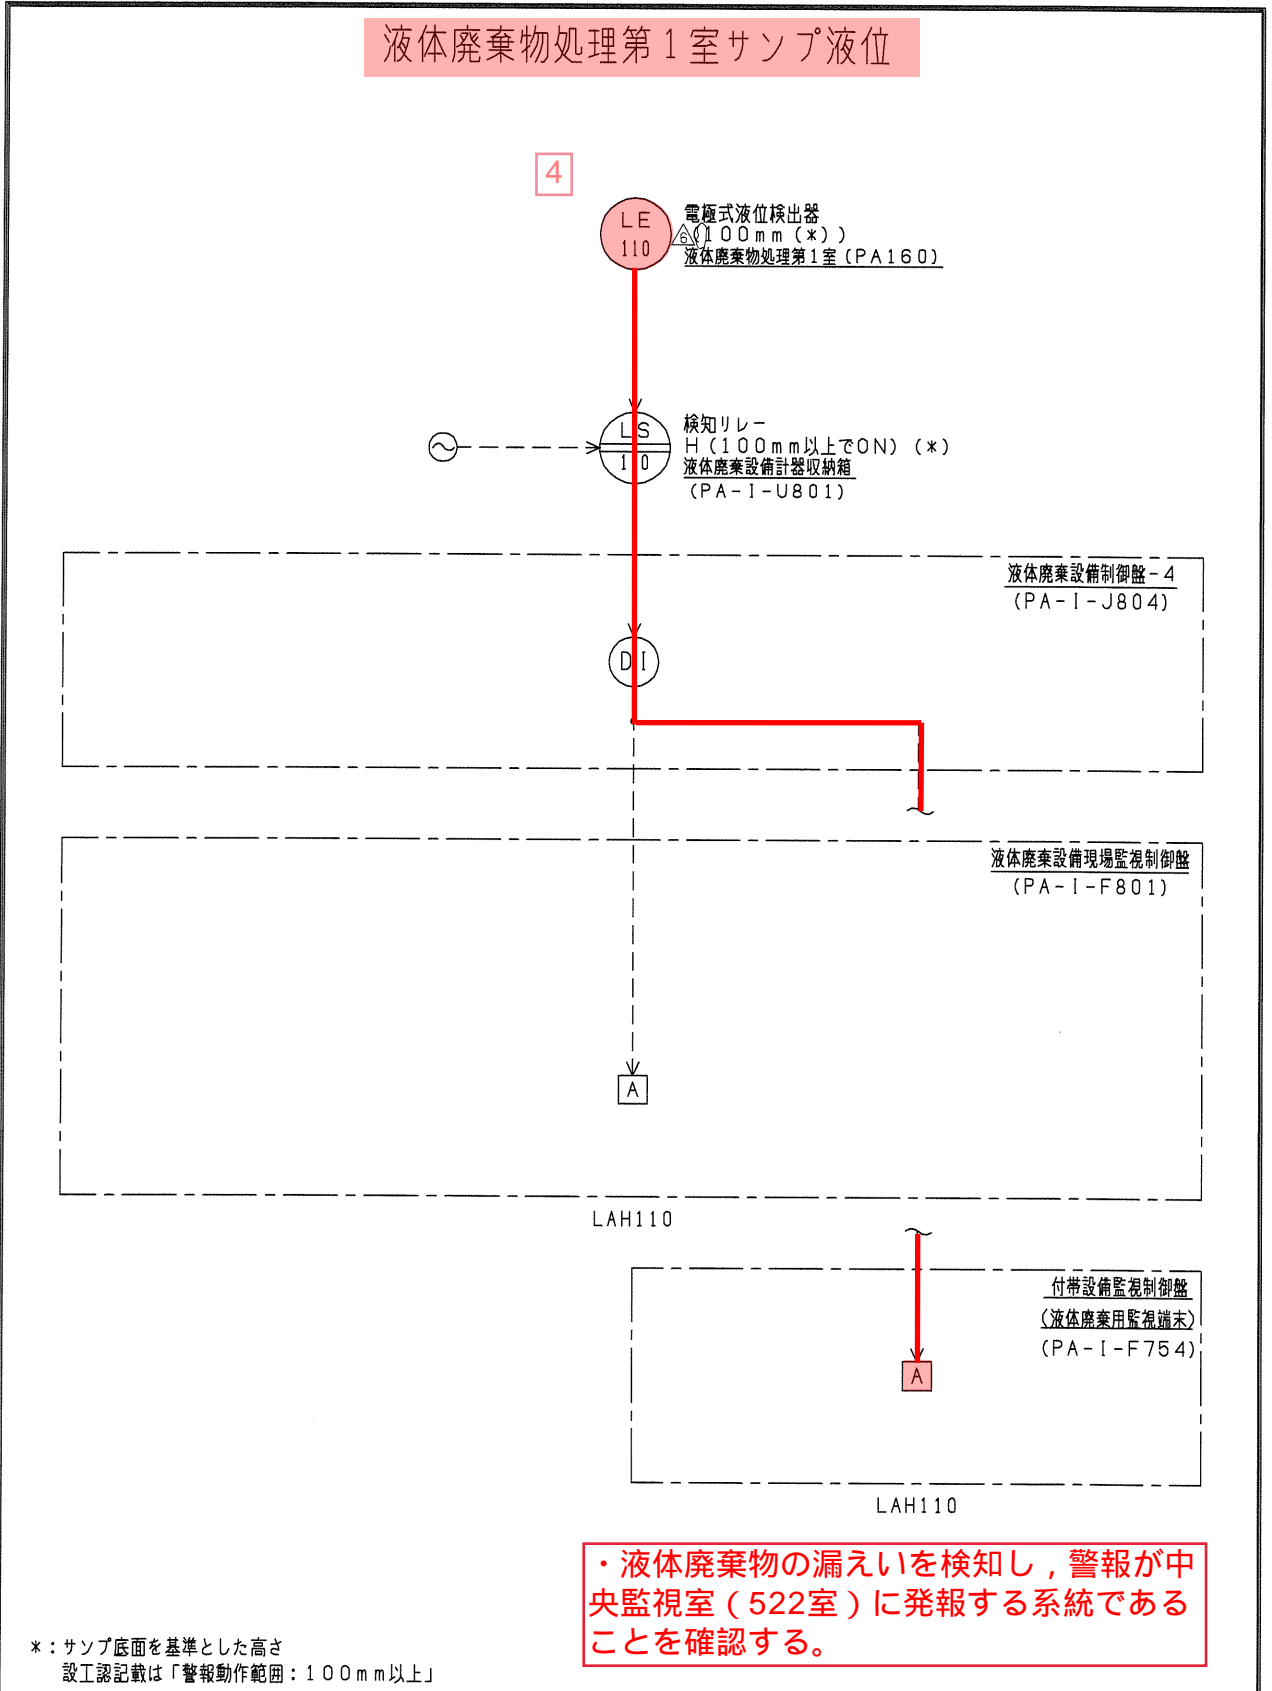 液体廃棄物処理第1室サンプ液位
4
LE
110
電極式液位検出器
6
(100mm(*))
液体廃棄物処理第1室(PA160)
LS
110
検知リレー
H(100mm以上でON)(*)
液体廃棄設備計器収納箱
(PA-I-U801)
液体廃棄設備制御盤-4
(PA-I-J804)
DI
液体廃棄設備現場監視制御盤
(PA-I-F801)
A
LAH110
付帯設備監視制御盤
(液体廃棄用監視端末)
(PA-I-F754)
A
LAH110
・液体廃棄物の漏えいを検知し,警報が中
央監視室(522室)に発報する系統である
ことを確認する。
*:サンプ底面を基準とした高さ
設工認記載は「警報動作範囲:100mm以上」